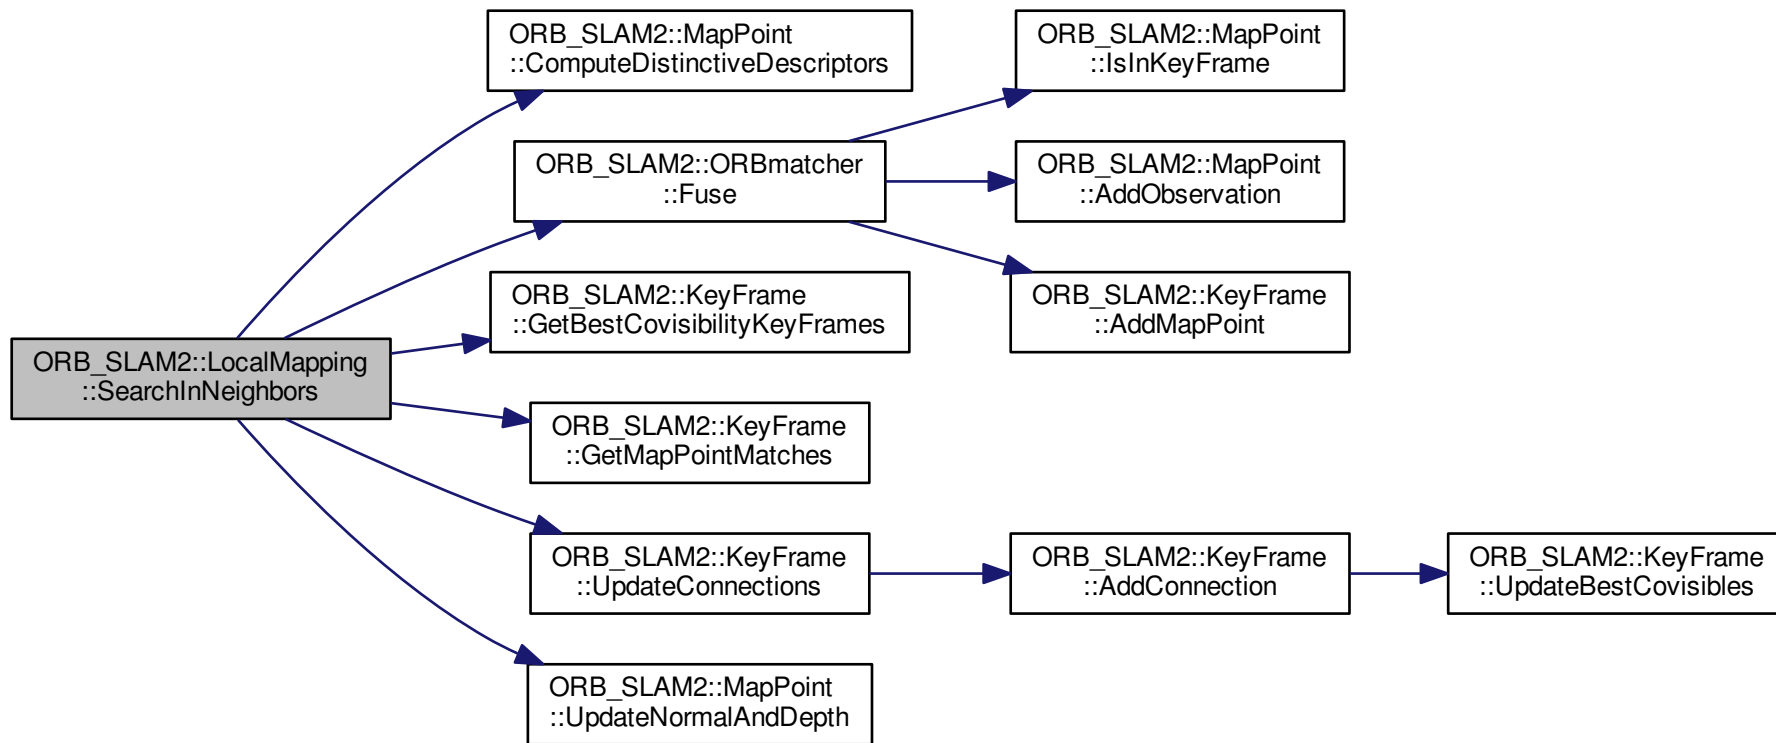 ORB_SLAM2::MapPoint
::ComputeDistinctiveDescriptors
ORB_SLAM2::MapPoint
::IsInKeyFrame
ORB_SLAM2::ORBmatcher
::Fuse
ORB_SLAM2::MapPoint
::AddObservation
ORB_SLAM2::KeyFrame
::GetBestCovisibilityKeyFrames
ORB_SLAM2::KeyFrame
::AddMapPoint
ORB_SLAM2::LocalMapping
::SearchInNeighbors
ORB_SLAM2::KeyFrame
::GetMapPointMatches
ORB_SLAM2::KeyFrame
::UpdateConnections
ORB_SLAM2::KeyFrame
::AddConnection
ORB_SLAM2::KeyFrame
::UpdateBestCovisibles
ORB_SLAM2::MapPoint
::UpdateNormalAndDepth